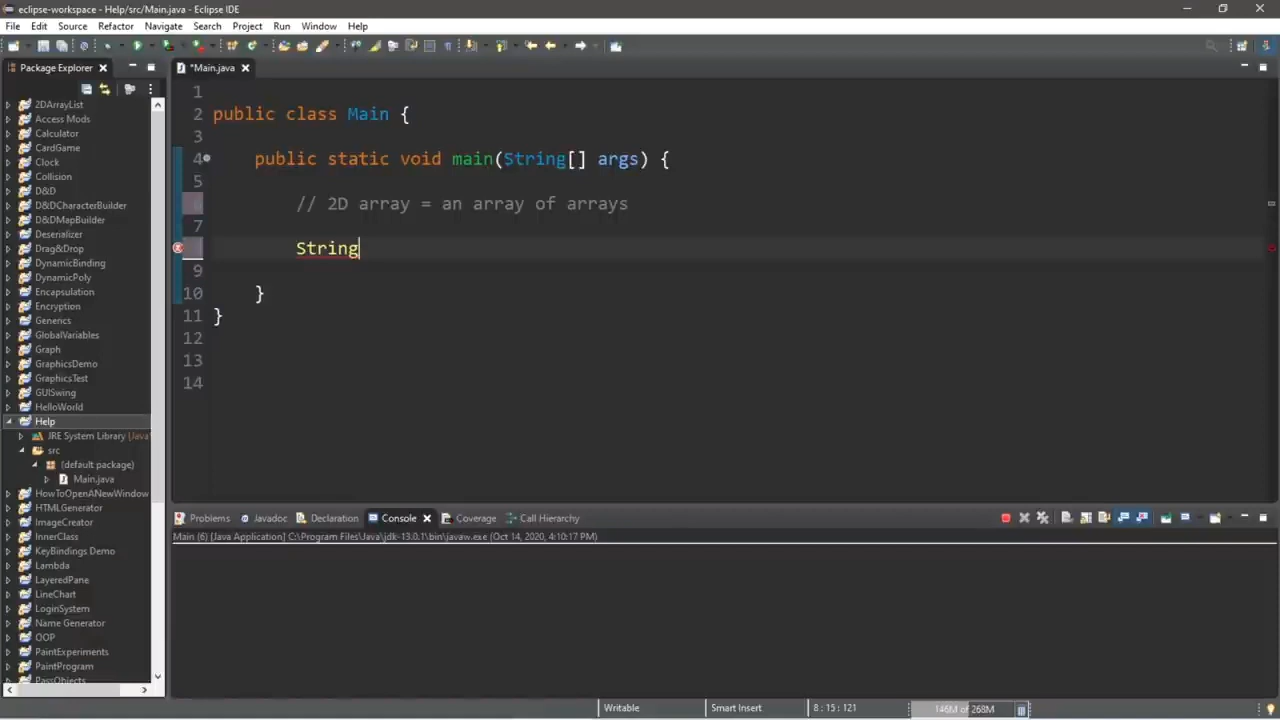 eclipse-workspace - Help/src/Main.java - Eclipse IDE
File Edit Source Refactor Navigate Search Project Run Window Help
Package Explorer
*Main.java
2DArrayList
Access Mods
Calculator
CardGame
Clock
Collision
D&D
D&DCharacterBuilder
D&DMapBuilder
Deserializer
Drag&Drop
DynamicBinding
DynamicPoly
Encapsulation
Encryption
Generics
GlobalVariables
Graph
GraphicsDemo
GraphicsTest
GUISwing
HelloWorld
Help
JRE System Library [Java
src
(default package)
Main.java
HowToOpenANewWindow
HTMLGenerator
ImageCreator
InnerClass
KeyBindings Demo
Lambda
LayeredPane
LineChart
LoginSystem
Name Generator
OOP
PaintExperiments
PaintProgram
PassObjects
1
2 public class Main {
3
4 public static void main(String[] args) {
5
6 // 2D array = an array of arrays
7
String
9
10 }
11 }
12
13
14
Problems Javadoc Declaration Console Coverage Call Hierarchy
Main (6) [Java Application] C:\Program Files\Java\jdk-13.0.1\bin\javaw.exe (Oct 14, 2020, 4:10:17 PM)
Writable Smart Insert 8 : 15 : 121 146M of 268M